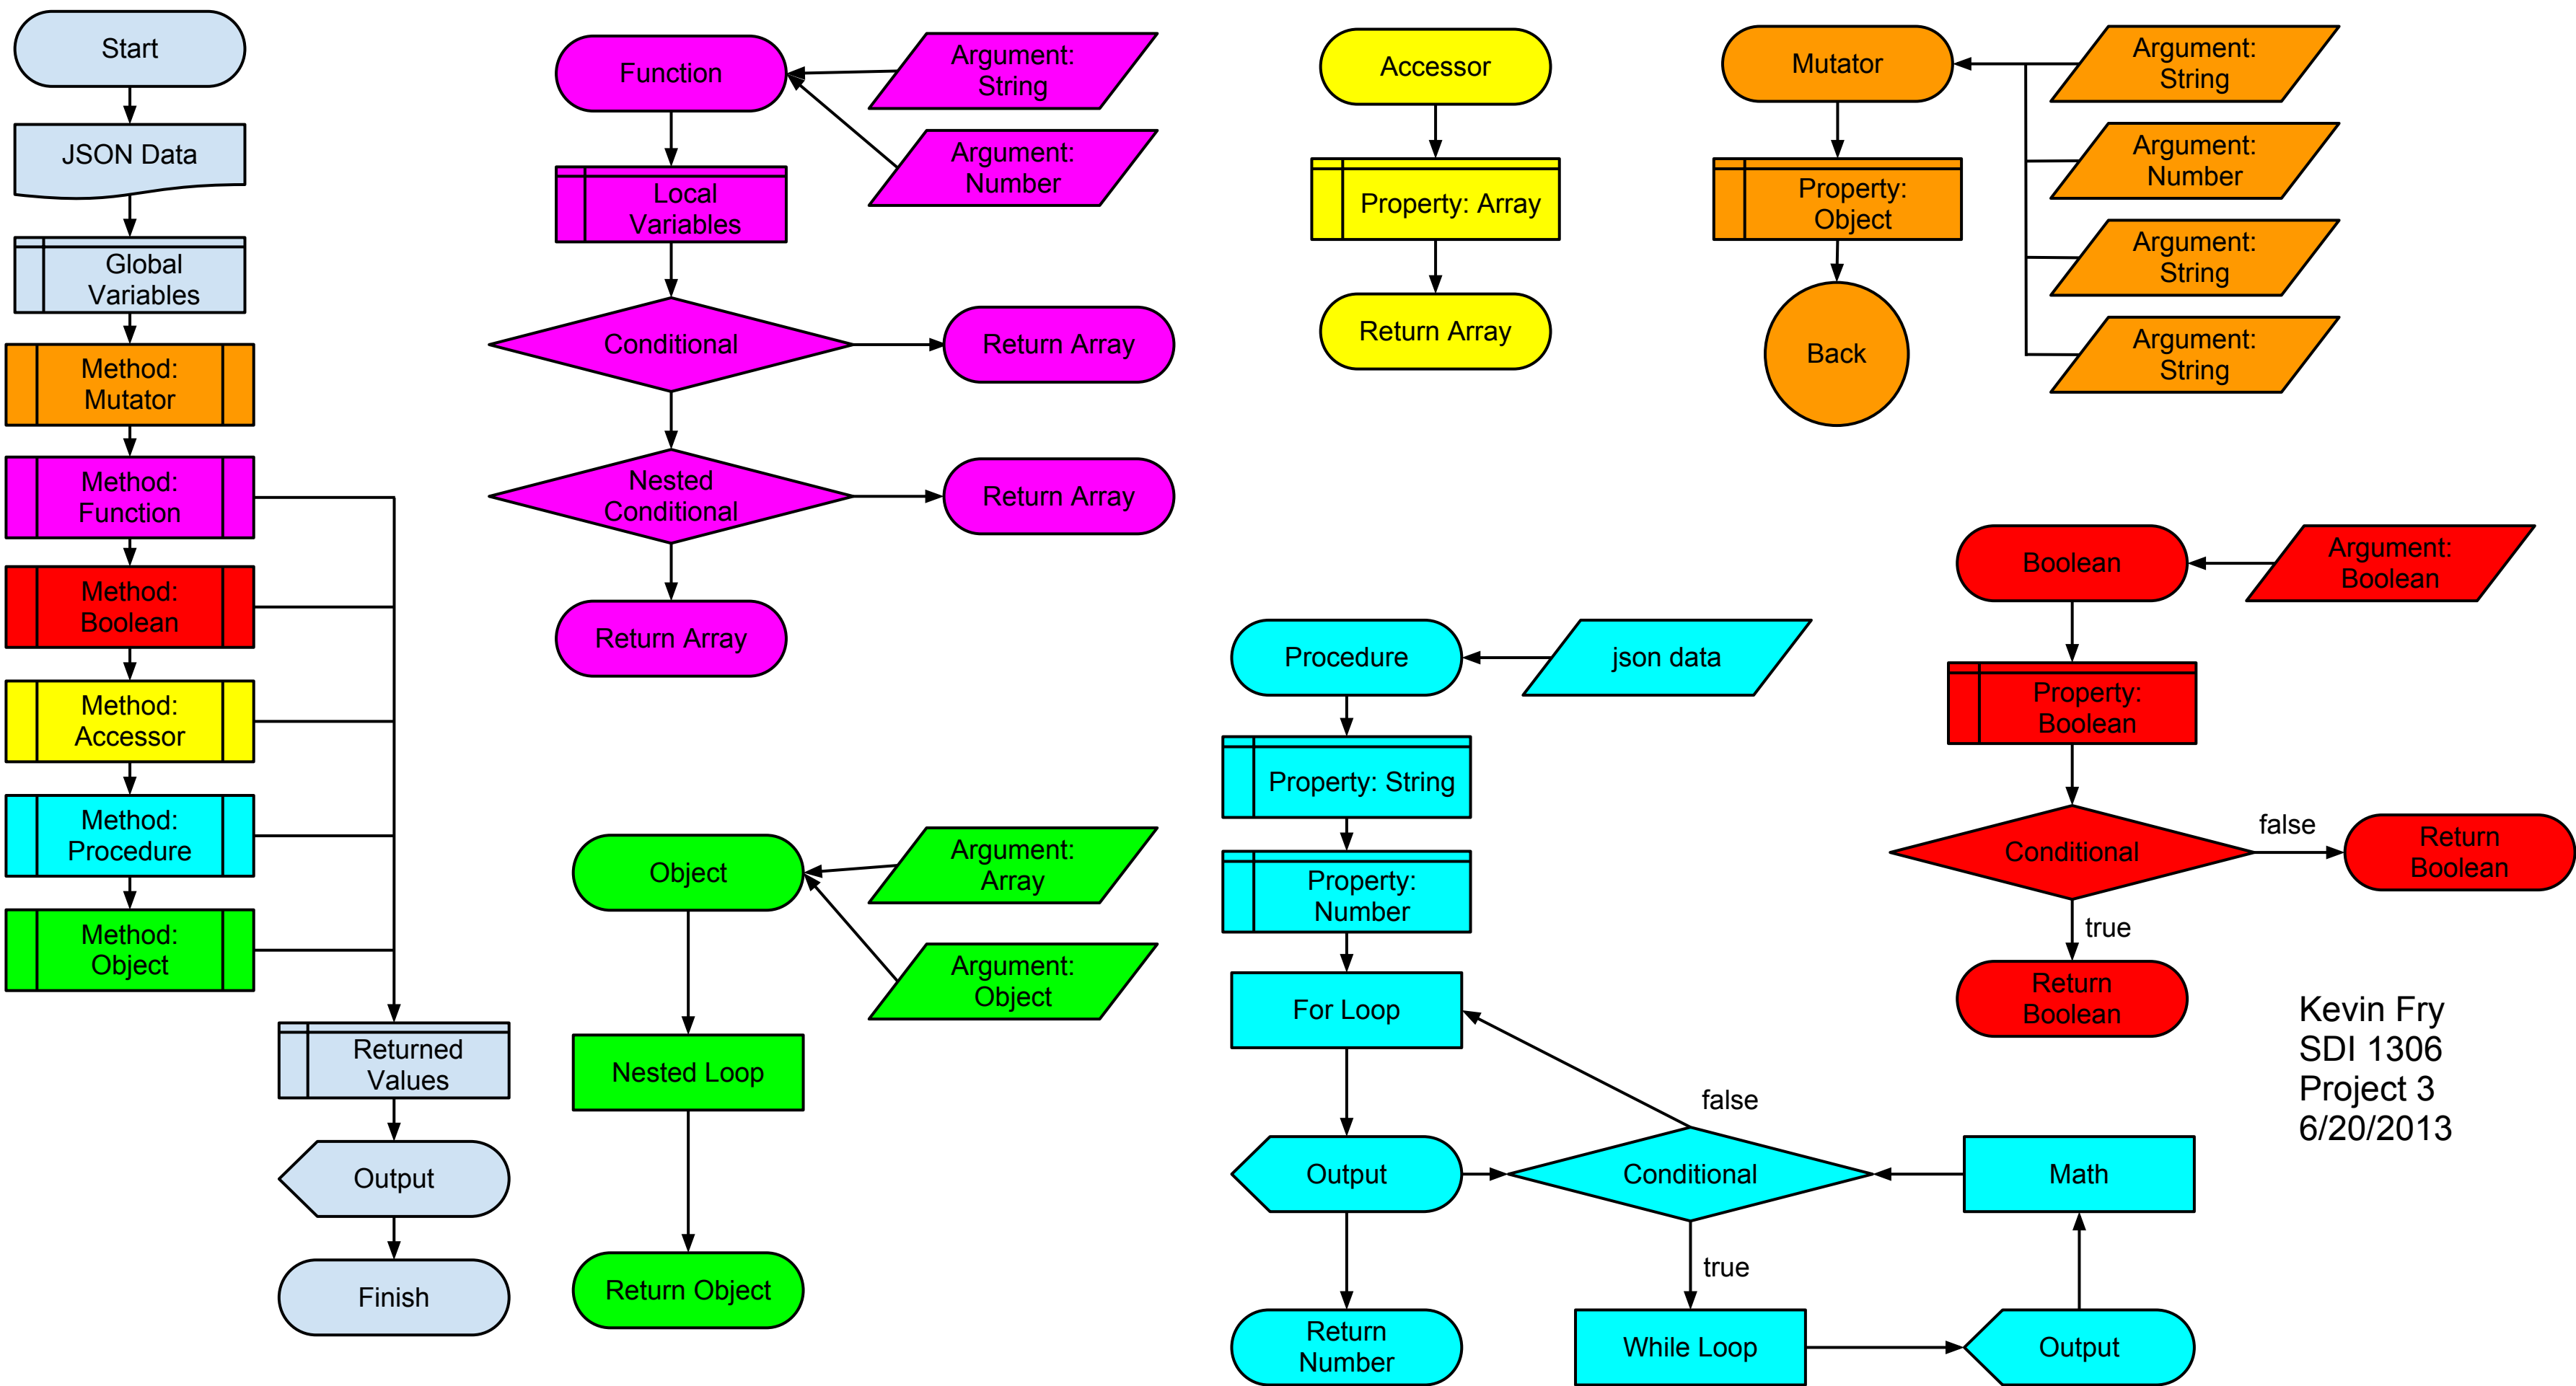 Start
JSON Data
Global
Variables
Method:
Mutator
Method:
Function
Method:
Boolean
Method:
Accessor
Method:
Procedure
Method:
Object
Returned
Values
Output
Finish
Function
Argument:
String
Argument:
Number
Local
Variables
Conditional
Return Array
Nested
Conditional
Return Array
Return Array
Object
Argument:
Array
Argument:
Object
Nested Loop
Return Object
Accessor
Property: Array
Return Array
Mutator
Argument:
String
Argument:
Number
Argument:
String
Argument:
String
Property:
Object
Back
Procedure
json data
Property: String
Property:
Number
For Loop
Output
Conditional
false
true
Math
Return
Number
While Loop
Output
Boolean
Argument:
Boolean
Property:
Boolean
Conditional
false
Return
Boolean
true
Return
Boolean
Kevin Fry
SDI 1306
Project 3
6/20/2013